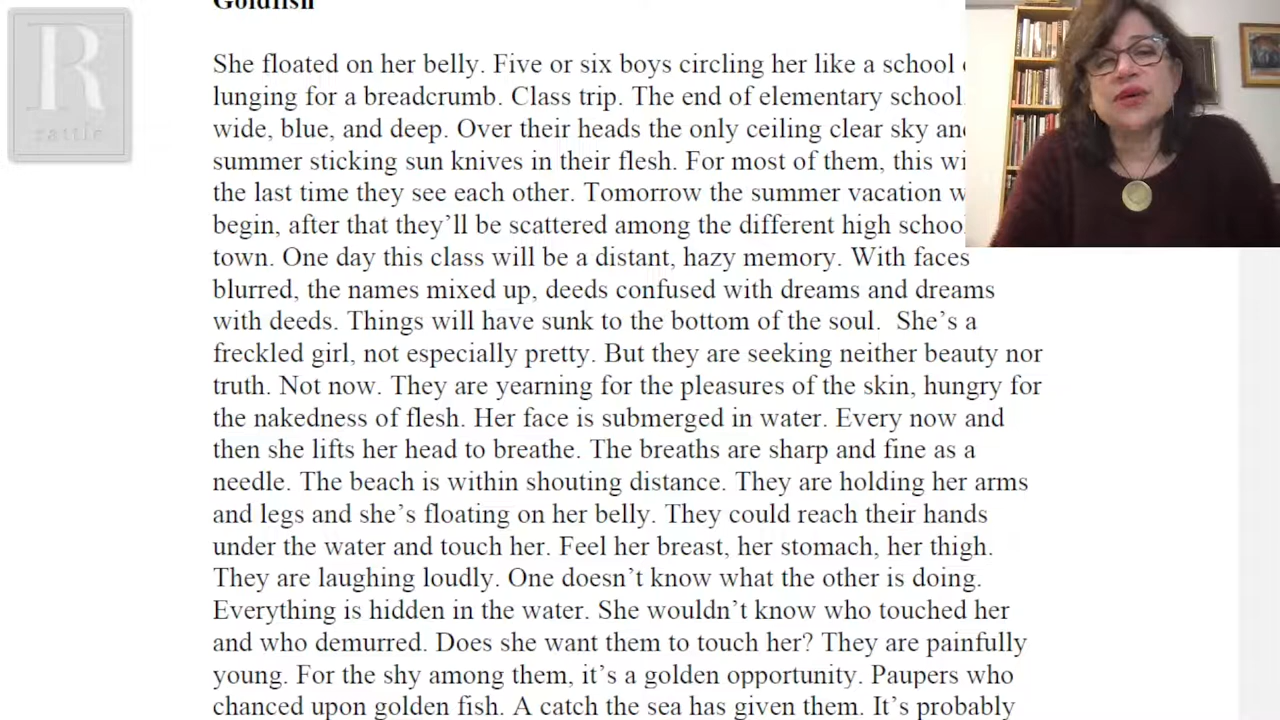 R
rattle
Goldfish
She floated on her belly. Five or six boys circling her like a school
lunging for a breadcrumb. Class trip. The end of elementary school.
wide, blue, and deep. Over their heads the only ceiling clear sky and
summer sticking sun knives in their flesh. For most of them, this
the last time they see each other. Tomorrow the summer vacation
begin, after that they’ll be scattered among the different high
town. One day this class will be a distant, hazy memory. With faces
blurred, the names mixed up, deeds confused with dreams and dreams
with deeds. Things will have sunk to the bottom of the soul. She’s a
freckled girl, not especially pretty. But they are seeking neither beauty nor
truth. Not now. They are yearning for the pleasures of the skin, hungry for
the nakedness of flesh. Her face is submerged in water. Every now and
then she lifts her head to breathe. The breaths are sharp and fine as a
needle. The beach is within shouting distance. They are holding her arms
and legs and she’s floating on her belly. They could reach their hands
under the water and touch her. Feel her breast, her stomach, her thigh.
They are laughing loudly. One doesn’t know what the other is doing.
Everything is hidden in the water. She wouldn’t know who touched her
and who demurred. Does she want them to touch her? They are painfully
young. For the shy among them, it’s a golden opportunity. Paupers who
chanced upon golden fish. A catch the sea has given them. It’s probably